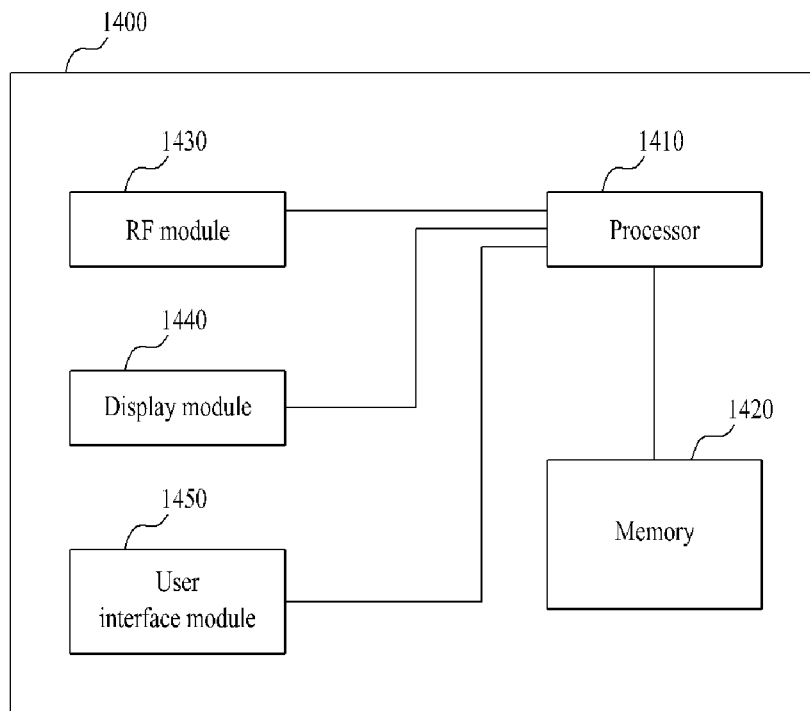 1400
1430
RF module
1410
Processor
1440
Display module
1420
Memory
1450
User
interface module